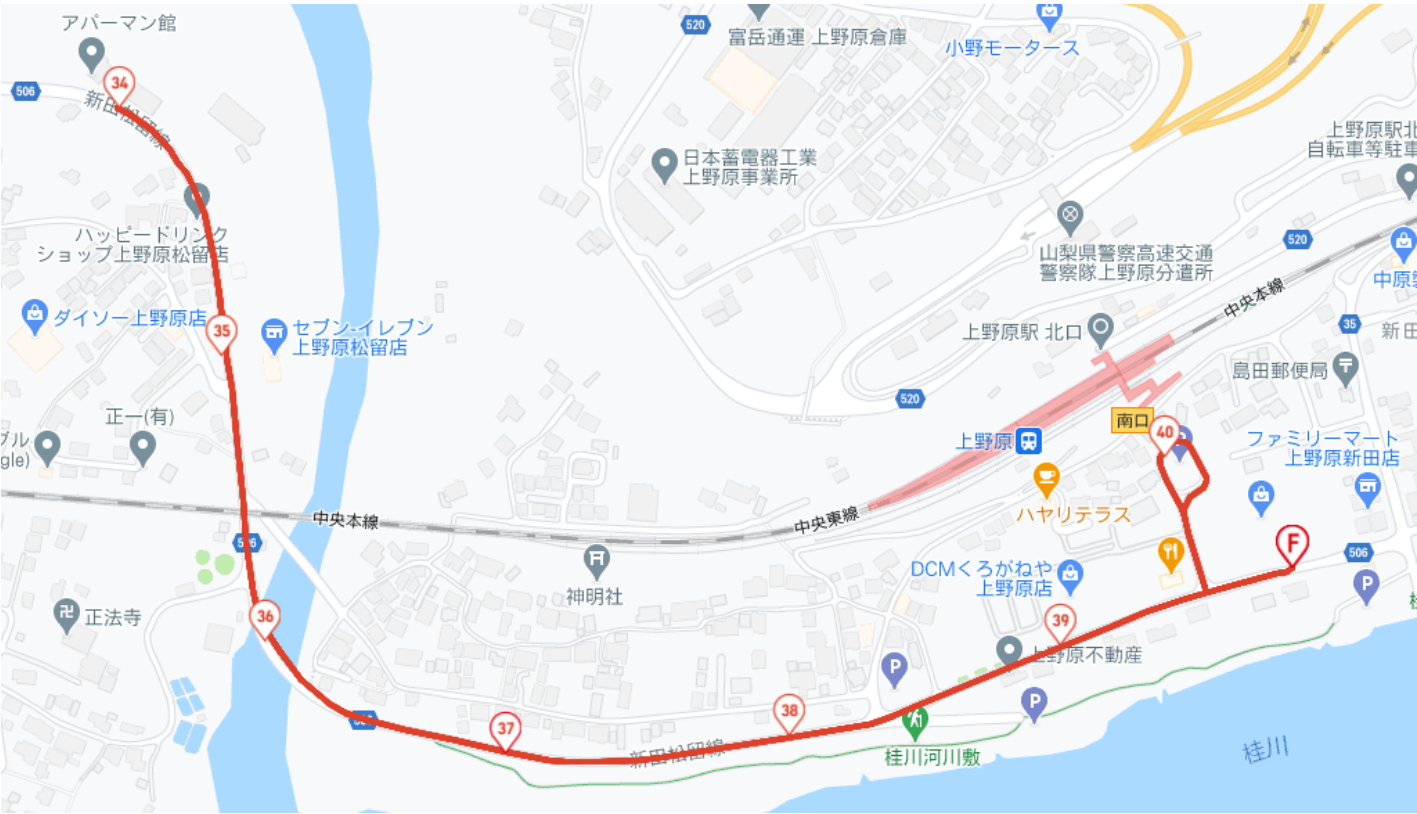 アパーマン館
520
富岳通運 上野原倉庫
小野モータース
34
506
新田松留線
上野原駅北
自転車等駐車
日本蓄電器工業
上野原事業所
ハッピードリンク
ショップ上野原松留店
山梨県警察高速交通
警察隊上野原分遣所
520
中原
中央本線
ダイソー上野原店
35
セブン-イレブン
上野原松留店
上野原駅 北口
35
新田
島田郵便局
520
正一(有)
南口
40
ブル
gle)
上野原
ファミリーマート
上野原新田店
ハヤリテラス
中央本線
中央東線
506
F
506
P
DCMくろがねや
上野原店
神明社
正法寺
36
39
上野原不動産
P
P
37
38
新田松留線
桂川河川敷
桂川